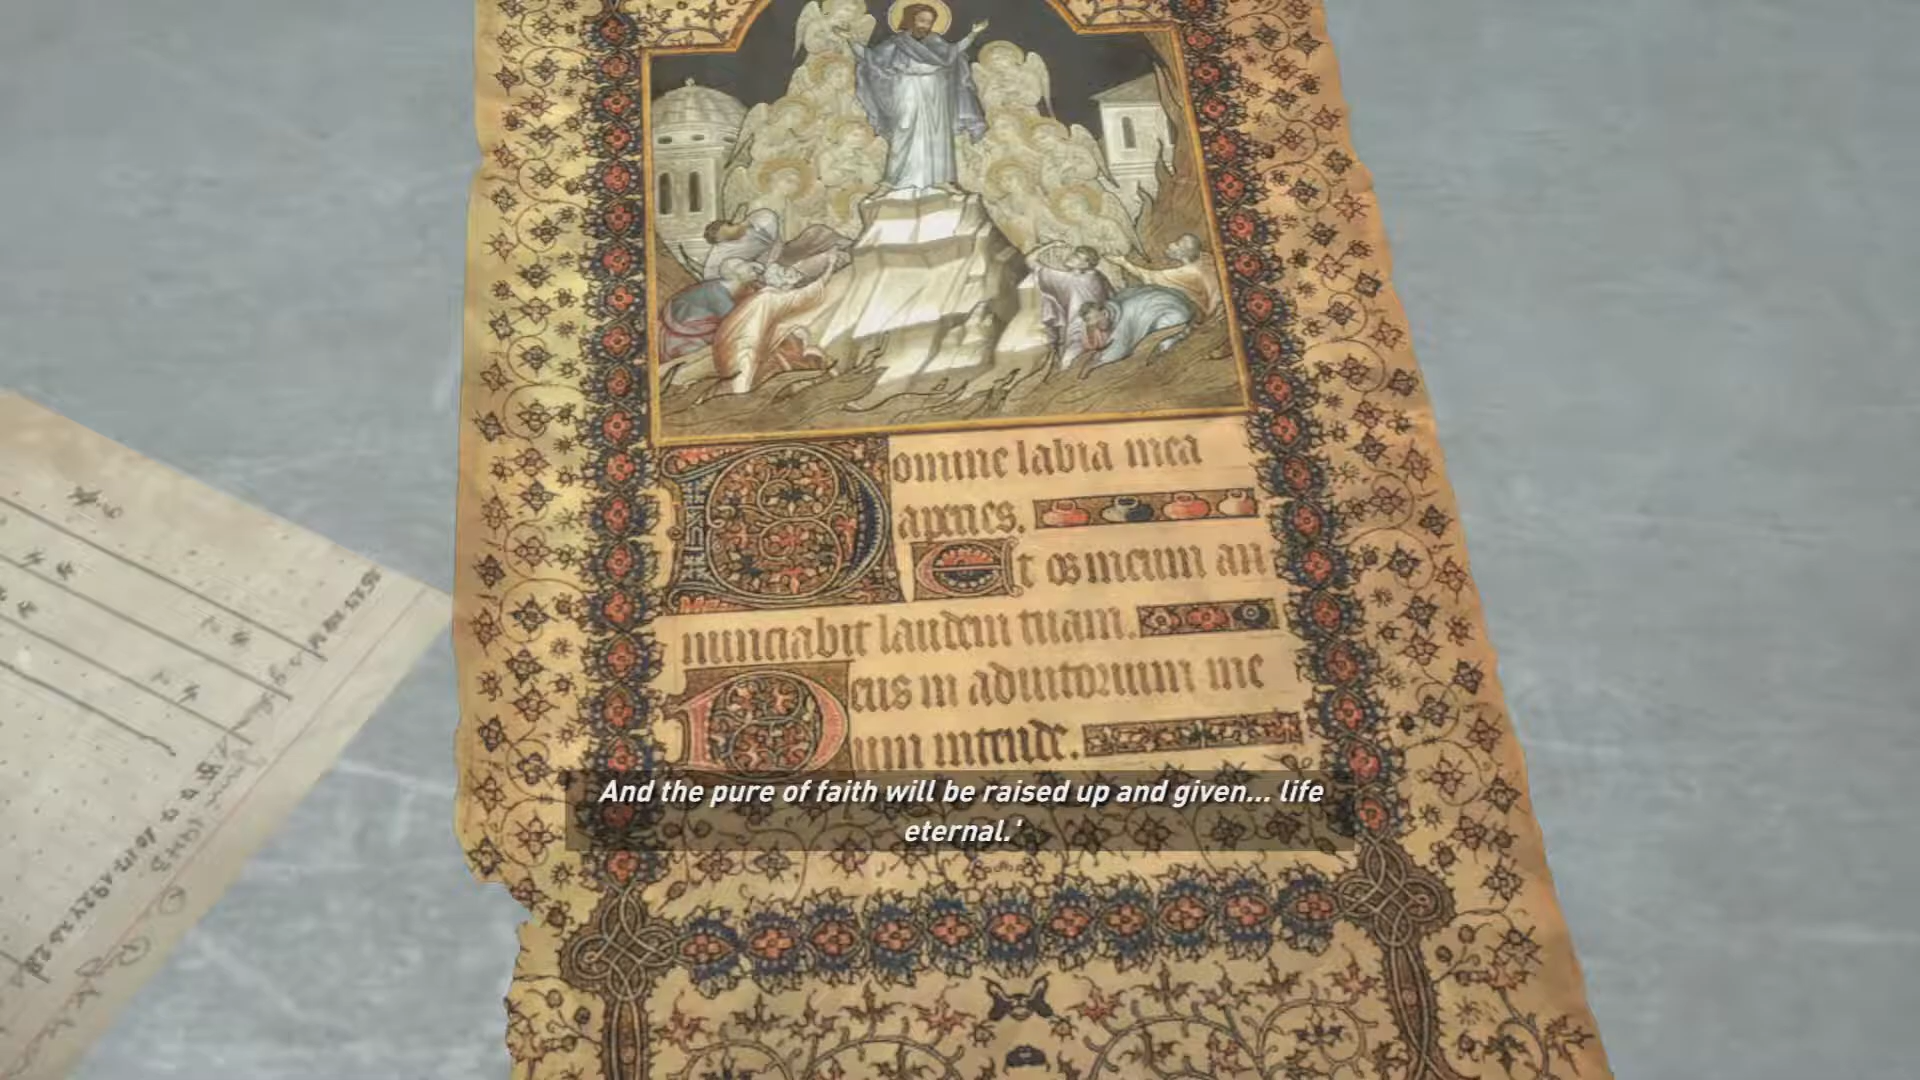 Domine labia mea
aperies.
Et os meum an
nunciabit laudem tuam.
Deus in adiutorium me
um intende.
And the pure of faith will be raised up and given... life
eternal.'